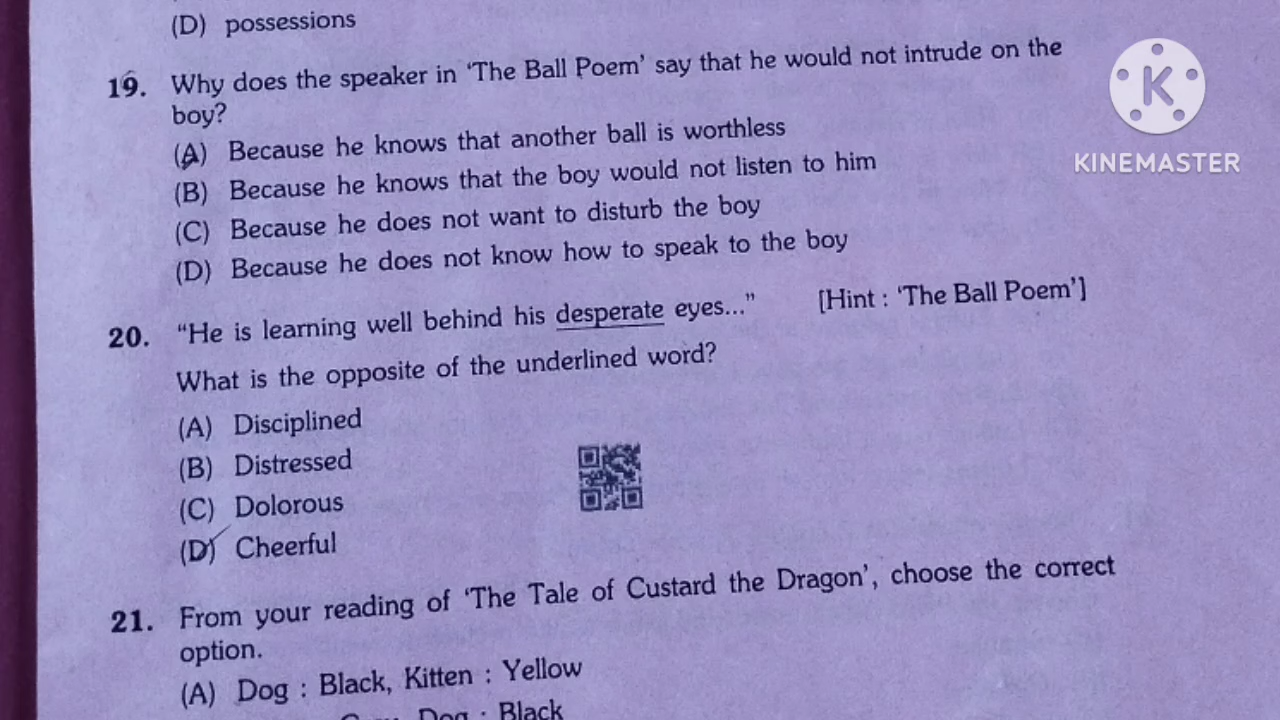 (D) possessions
19. Why does the speaker in 'The Ball Poem' say that he would not intrude on the
boy?
(A) Because he knows that another ball is worthless
(B) Because he knows that the boy would not listen to him
(C) Because he does not want to disturb the boy
(D) Because he does not know how to speak to the boy
20. "He is learning well behind his desperate eyes..." [Hint : 'The Ball Poem']
What is the opposite of the underlined word?
(A) Disciplined
(B) Distressed
(C) Dolorous
(D) Cheerful
21. From your reading of 'The Tale of Custard the Dragon', choose the correct
option.
(A) Dog : Black, Kitten : Yellow
Dog : Black
K
KINEMASTER